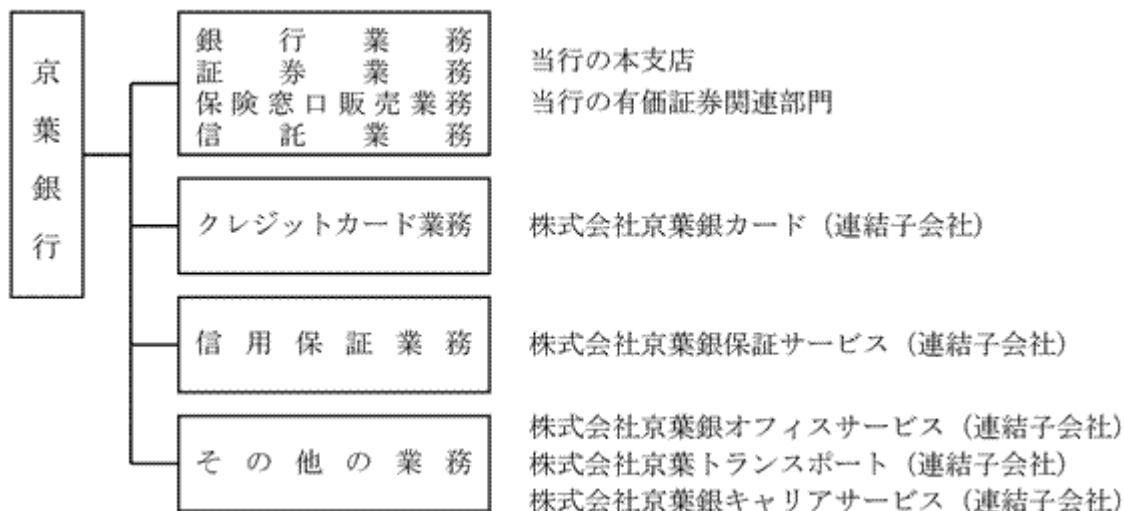 京葉銀行
銀行業務
証券業務
保険窓口販売業務
信託業務
当行の本支店
当行の有価証券関連部門
クレジットカード業務
株式会社京葉銀カード（連結子会社）
信用保証業務
株式会社京葉銀保証サービス（連結子会社）
その他の業務
株式会社京葉銀オフィスサービス（連結子会社）
株式会社京葉トランスポート（連結子会社）
株式会社京葉銀キャリアサービス（連結子会社）